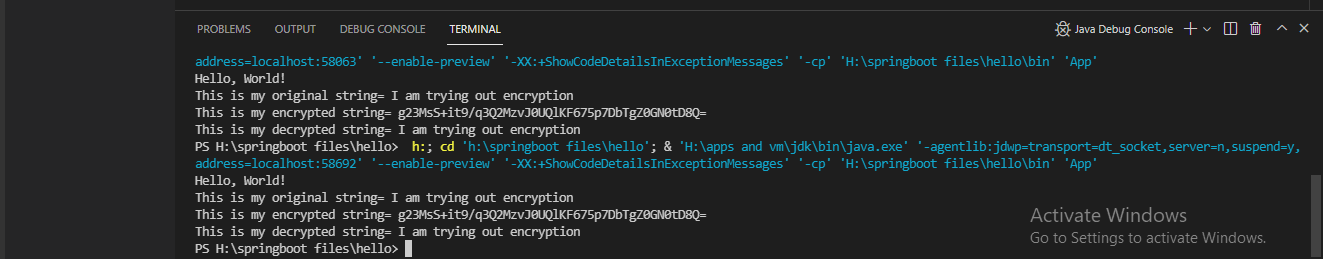 PROBLEMS OUTPUT DEBUG CONSOLE TERMINAL Java Debug Console
address=localhost:58063' '--enable-preview' '-XX:+ShowCodeDetailsInExceptionMessages' '-cp' 'H:\springboot files\hello\bin' 'App'
Hello, World!
This is my original string= I am trying out encryption
This is my encrypted string= g23MsS+it9/q3Q2MzvJ0UQlKF675p7DbTgZ0GN0tD8Q=
This is my decrypted string= I am trying out encryption
PS H:\springboot files\hello>  h:; cd 'h:\springboot files\hello'; & 'H:\apps and vm\jdk\bin\java.exe' '-agentlib:jdwp=transport=dt_socket,server=n,suspend=y,
address=localhost:58692' '--enable-preview' '-XX:+ShowCodeDetailsInExceptionMessages' '-cp' 'H:\springboot files\hello\bin' 'App'
Hello, World!
This is my original string= I am trying out encryption
This is my encrypted string= g23MsS+it9/q3Q2MzvJ0UQlKF675p7DbTgZ0GN0tD8Q=
This is my decrypted string= I am trying out encryption
PS H:\springboot files\hello>
Activate Windows
Go to Settings to activate Windows.